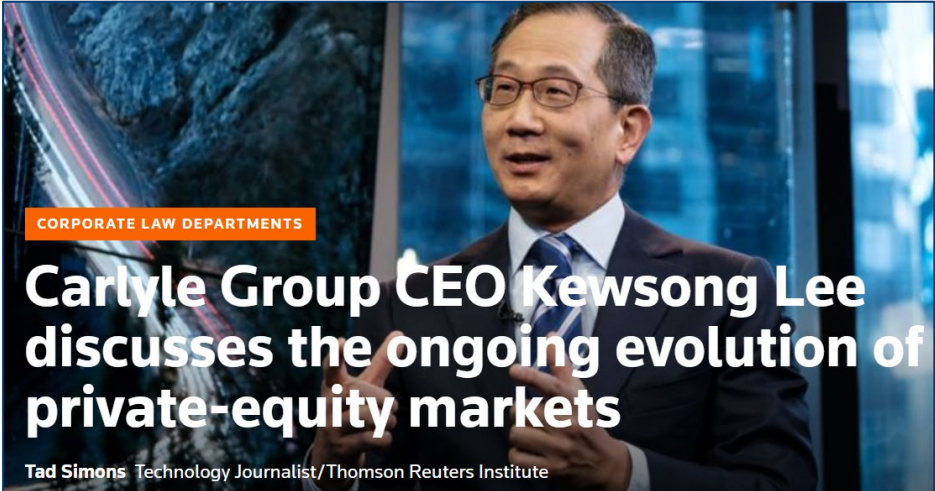 CORPORATE LAW DEPARTMENTS
Carlyle Group CEO Kewsong Lee
discusses the ongoing evolution of
private-equity markets
Tad Simons Technology Journalist/Thomson Reuters Institute